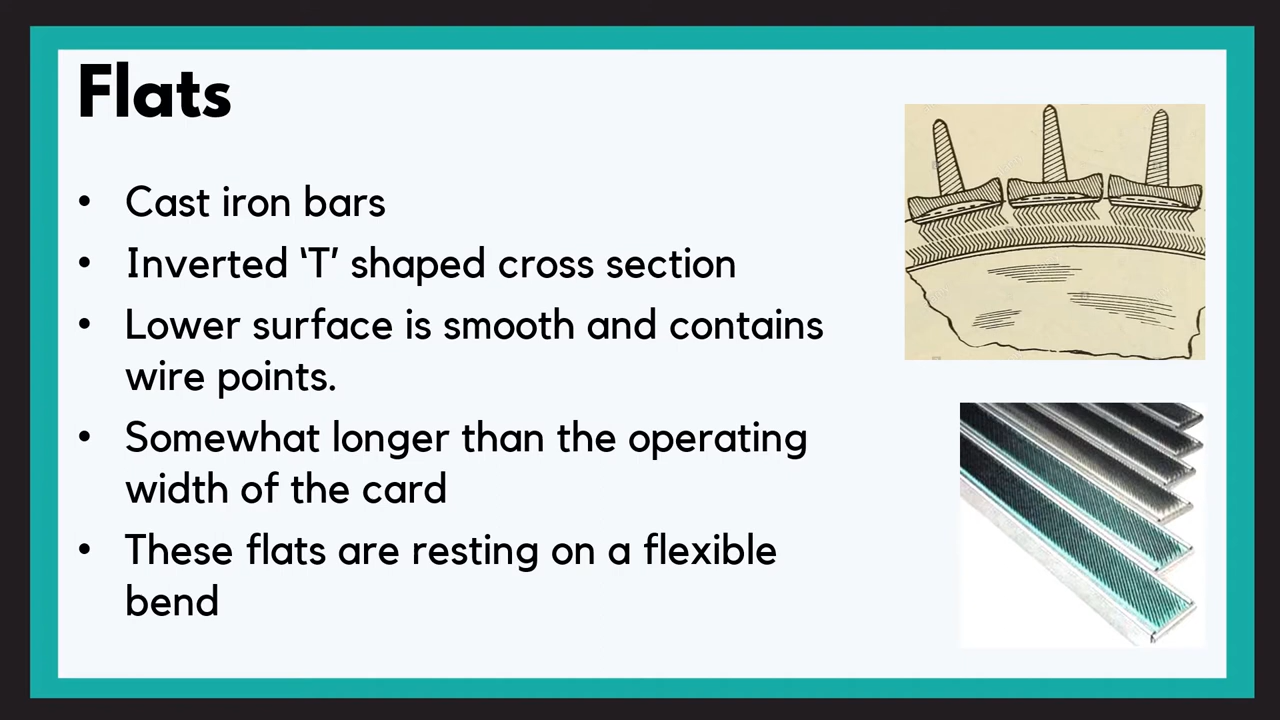 Flats
• Cast iron bars
• Inverted ‘T’ shaped cross section
• Lower surface is smooth and contains
wire points.
• Somewhat longer than the operating
width of the card
• These flats are resting on a flexible
bend